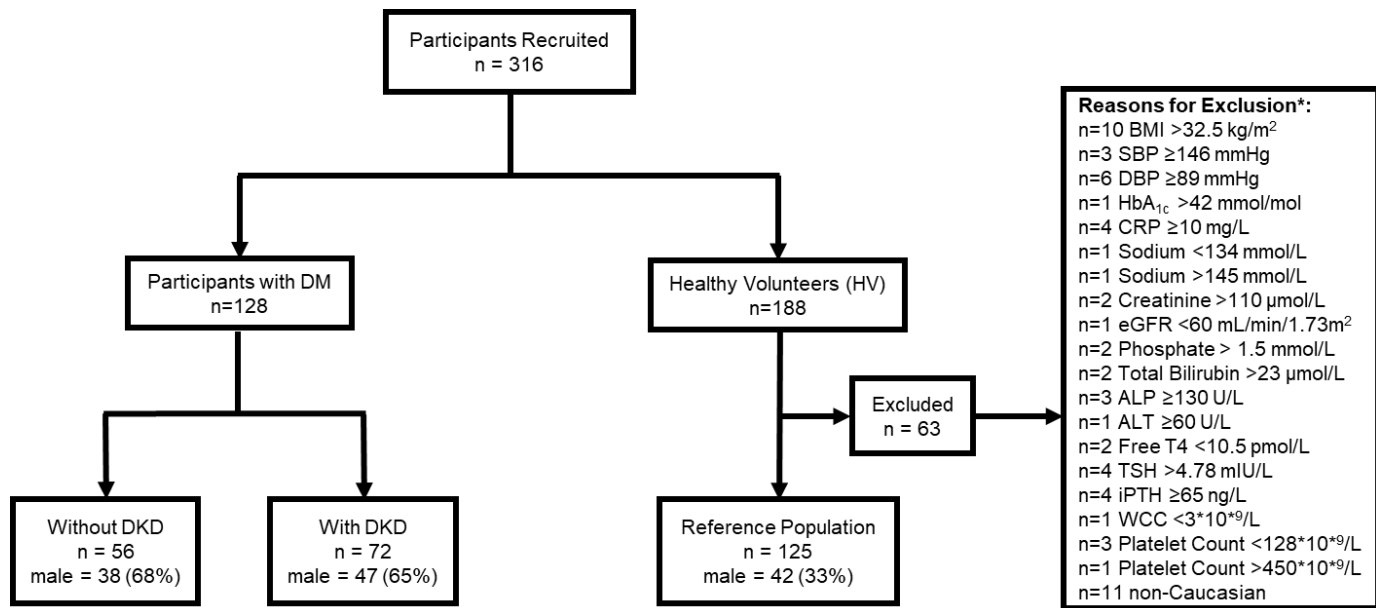 Participants Recruited
n = 316
Participants with DM
n=128
Healthy Volunteers (HV)
n=188
Excluded
n = 63
Without DKD
n = 56
male = 38 (68%)
With DKD
n = 72
male = 47 (65%)
Reference Population
n = 125
male = 42 (33%)
Reasons for Exclusion*:
n=10 BMI >32.5 kg/m²
n=3 SBP ≥146 mmHg
n=6 DBP ≥89 mmHg
n=1 HbA₁c >42 mmol/mol
n=4 CRP ≥10 mg/L
n=1 Sodium <134 mmol/L
n=1 Sodium >145 mmol/L
n=2 Creatinine >110 µmol/L
n=1 eGFR <60 mL/min/1.73m²
n=2 Phosphate > 1.5 mmol/L
n=2 Total Bilirubin >23 µmol/L
n=3 ALP ≥130 U/L
n=1 ALT ≥60 U/L
n=2 Free T4 <10.5 pmol/L
n=4 TSH >4.78 mIU/L
n=4 iPTH ≥65 ng/L
n=1 WCC <3*10*⁹/L
n=3 Platelet Count <128*10*⁹/L
n=1 Platelet Count >450*10*⁹/L
n=11 non-Caucasian